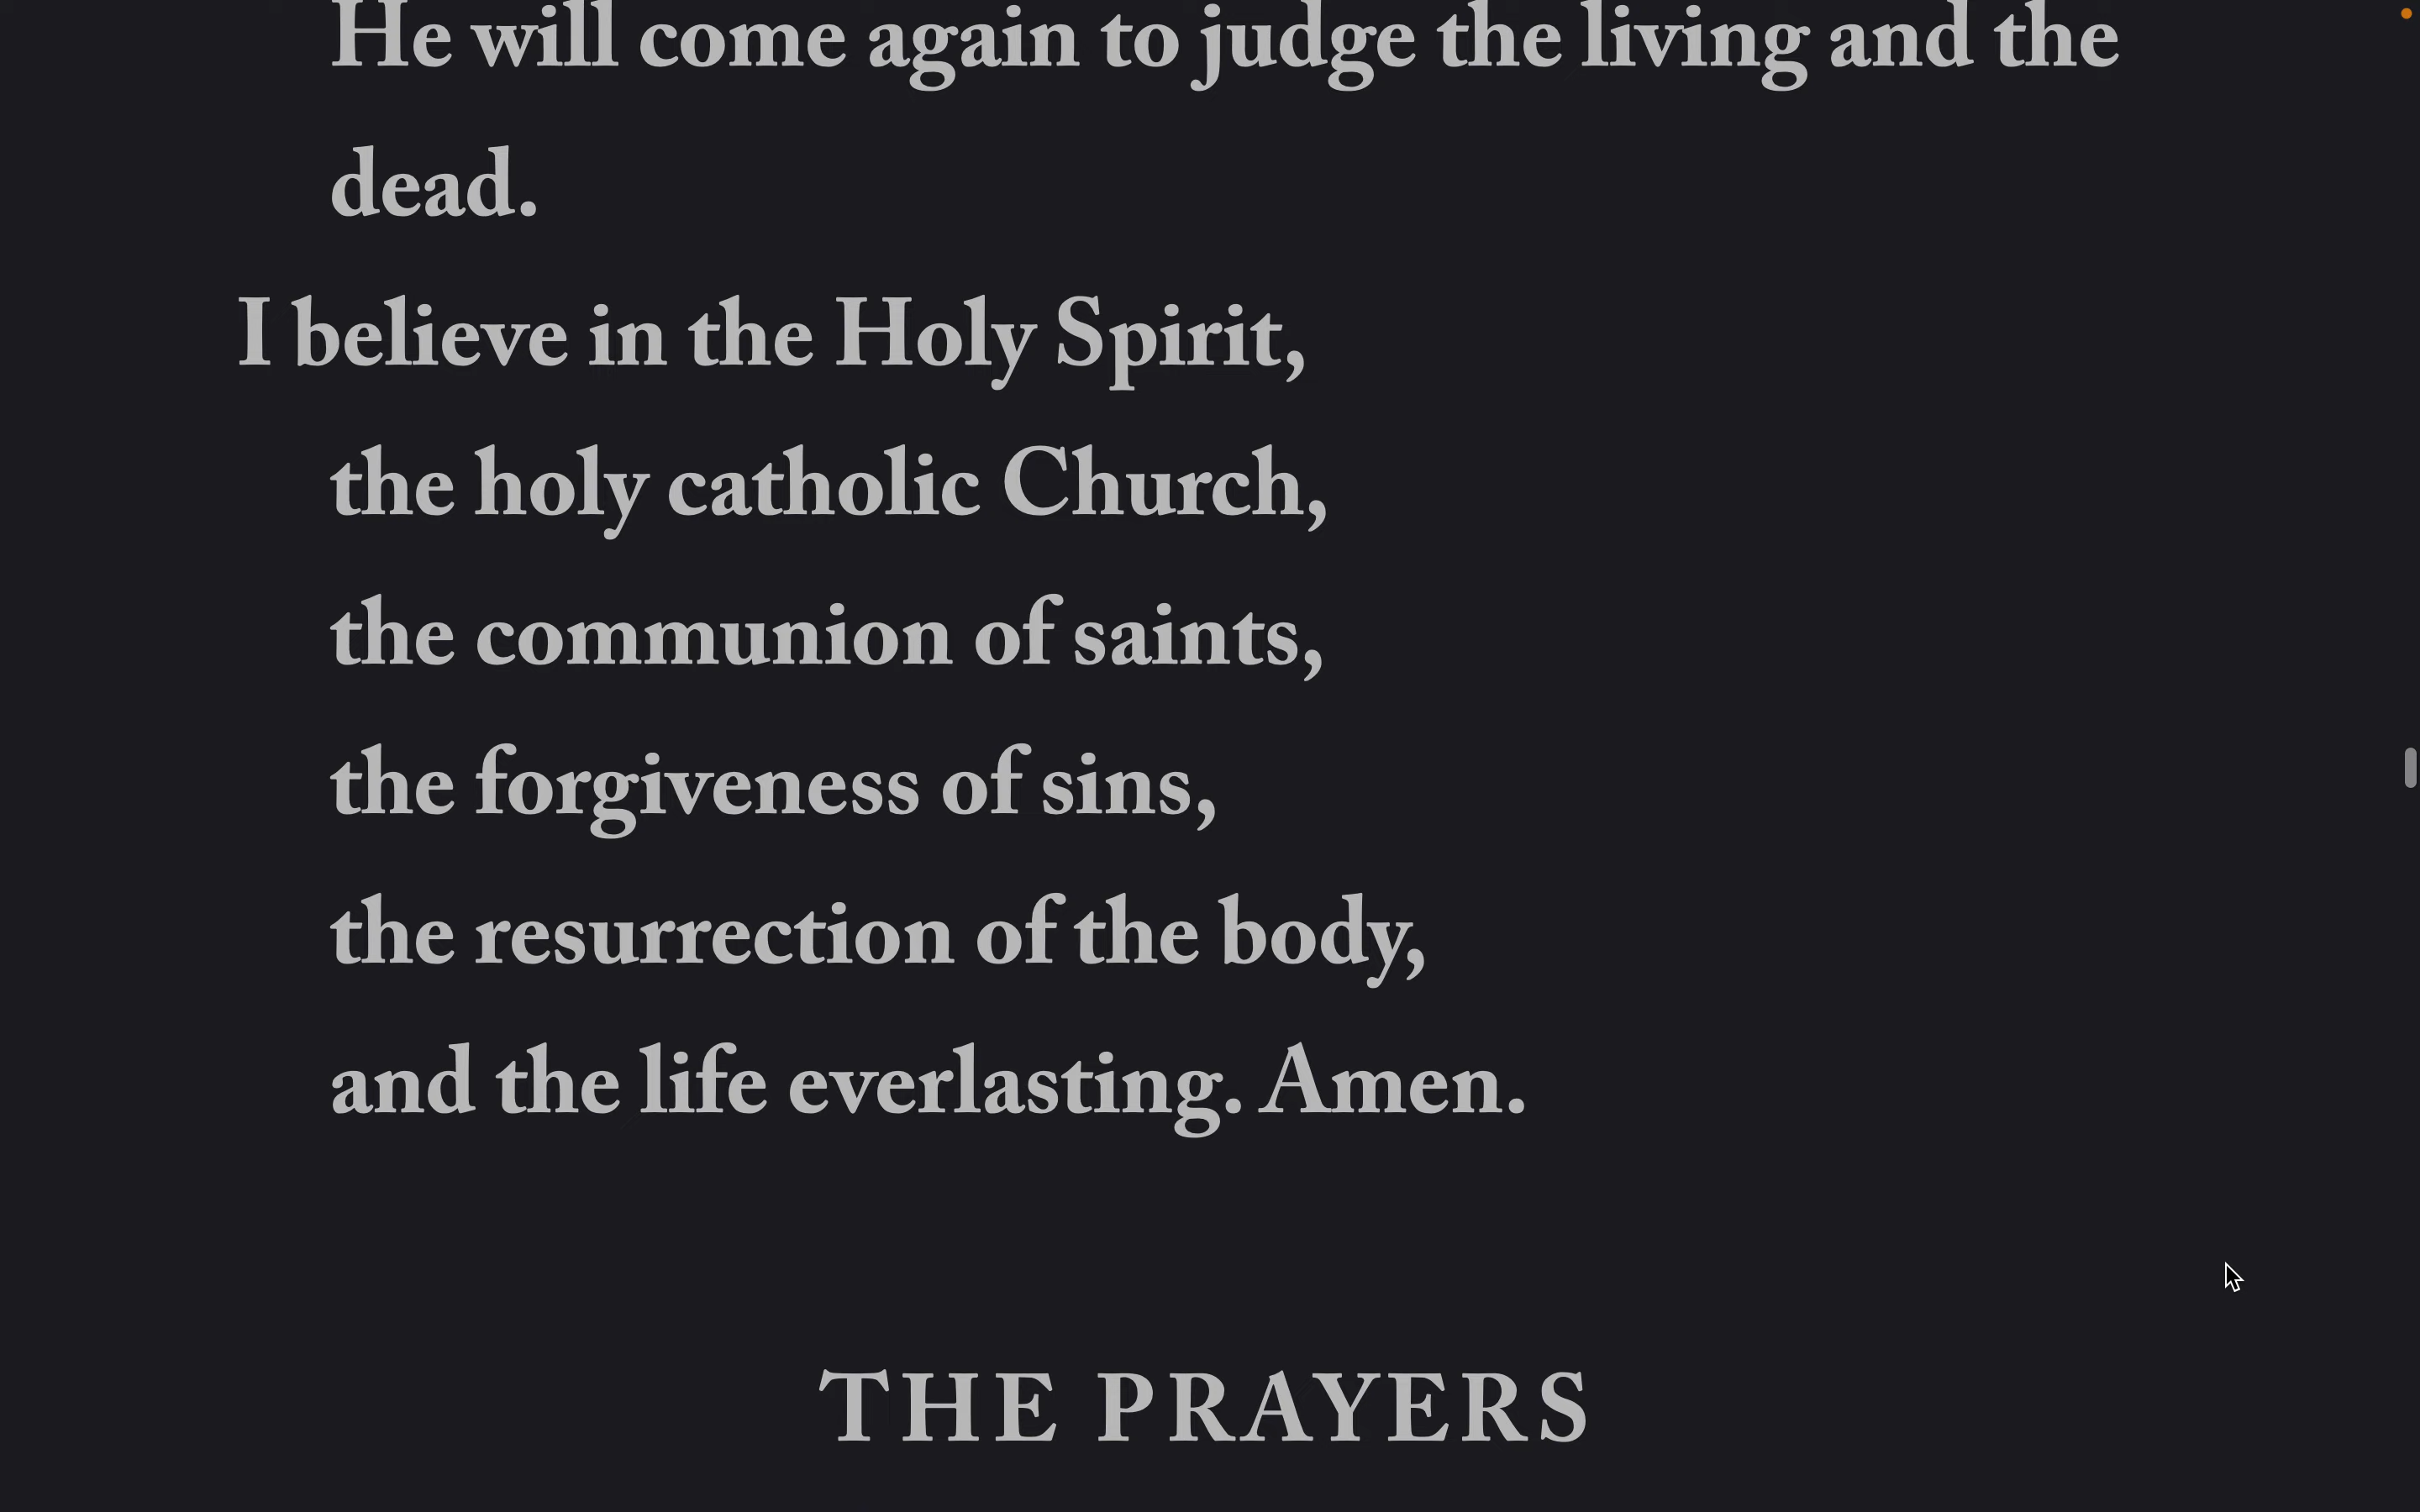 He will come again to judge the living and the
dead.
I believe in the Holy Spirit,
the holy catholic Church,
the communion of saints,
the forgiveness of sins,
the resurrection of the body,
and the life everlasting. Amen.
THE PRAYERS